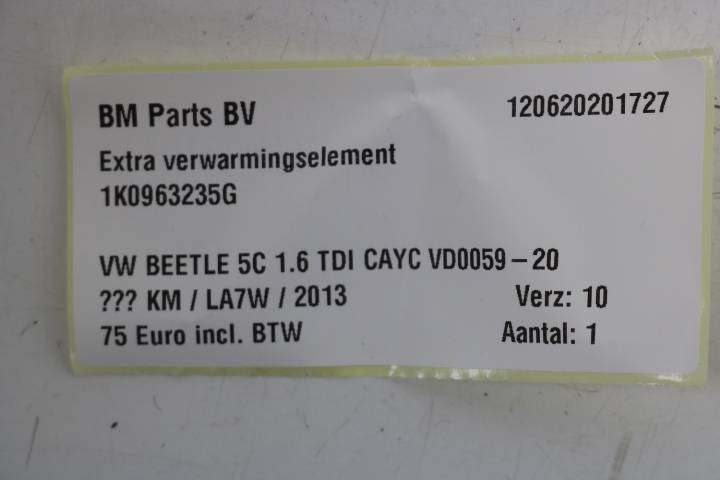 BM Parts BV 120620201727
Extra verwarmingselement
1K0963235G
VW BEETLE 5C 1.6 TDI CAYC VD0059-20
??? KM / LA7W / 2013 Verz: 10
75 Euro incl. BTW Aantal: 1